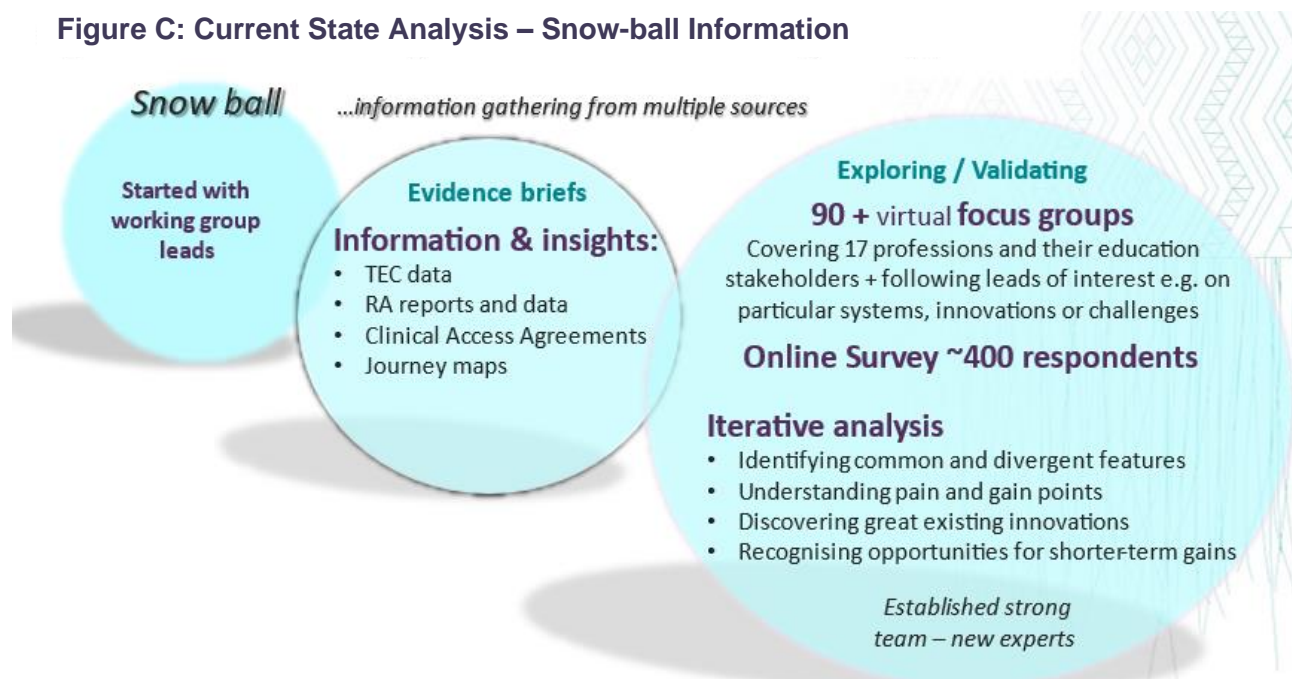 Figure C: Current State Analysis – Snow-ball Information
Snow ball
...information gathering from multiple sources
Started with
working group
leads
Evidence briefs
Information & insights:
• TEC data
• RA reports and data
• Clinical Access Agreements
• Journey maps
Exploring / Validating
90 + virtual focus groups
Covering 17 professions and their education
stakeholders + following leads of interest e.g. on
particular systems, innovations or challenges
Online Survey ~400 respondents
Iterative analysis
• Identifying common and divergent features
• Understanding pain and gain points
• Discovering great existing innovations
• Recognising opportunities for shorter-term gains
Established strong
team – new experts